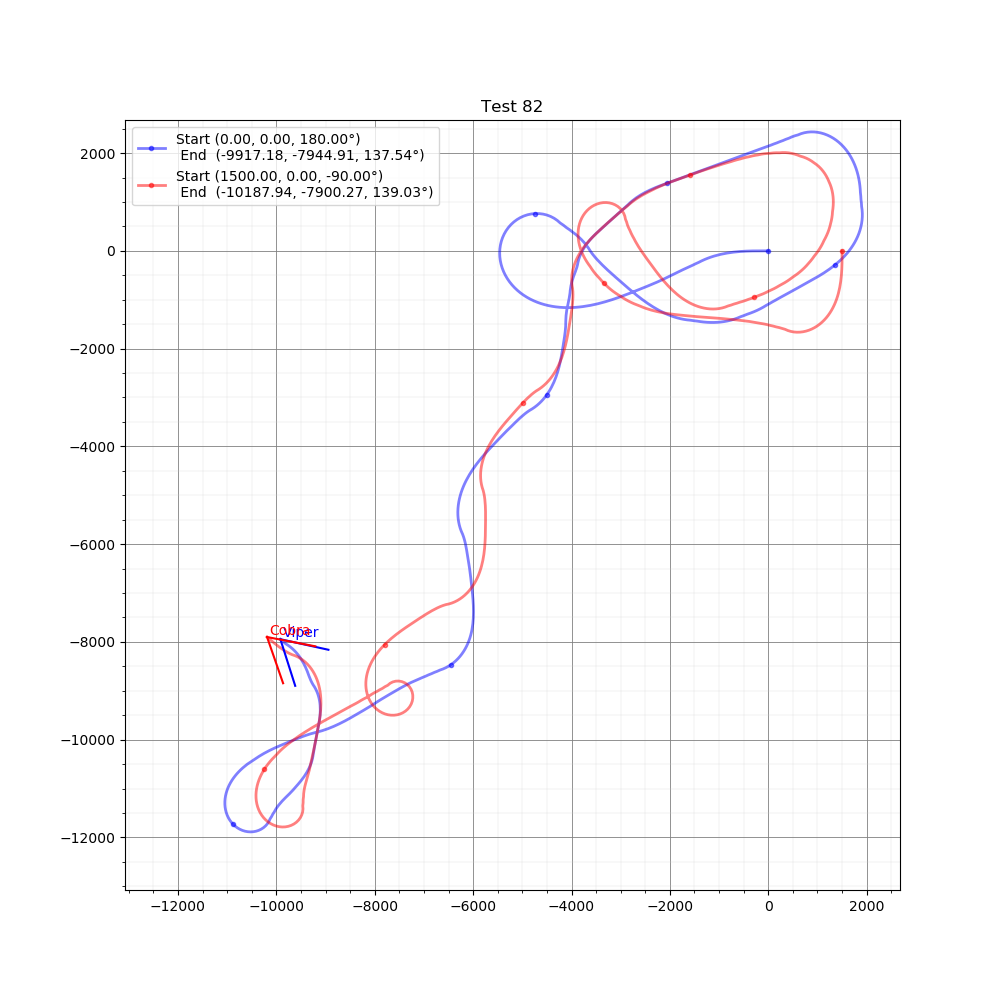 Test 82
Start (0.00, 0.00, 180.00°)
End (-9917.18, -7944.91, 137.54°)
Start (1500.00, 0.00, -90.00°)
End (-10187.94, -7900.27, 139.03°)
2000
0
−2000
−4000
−6000
−8000
−10000
−12000
Cobra
Viper
−12000 −10000 −8000 −6000 −4000 −2000 0 2000